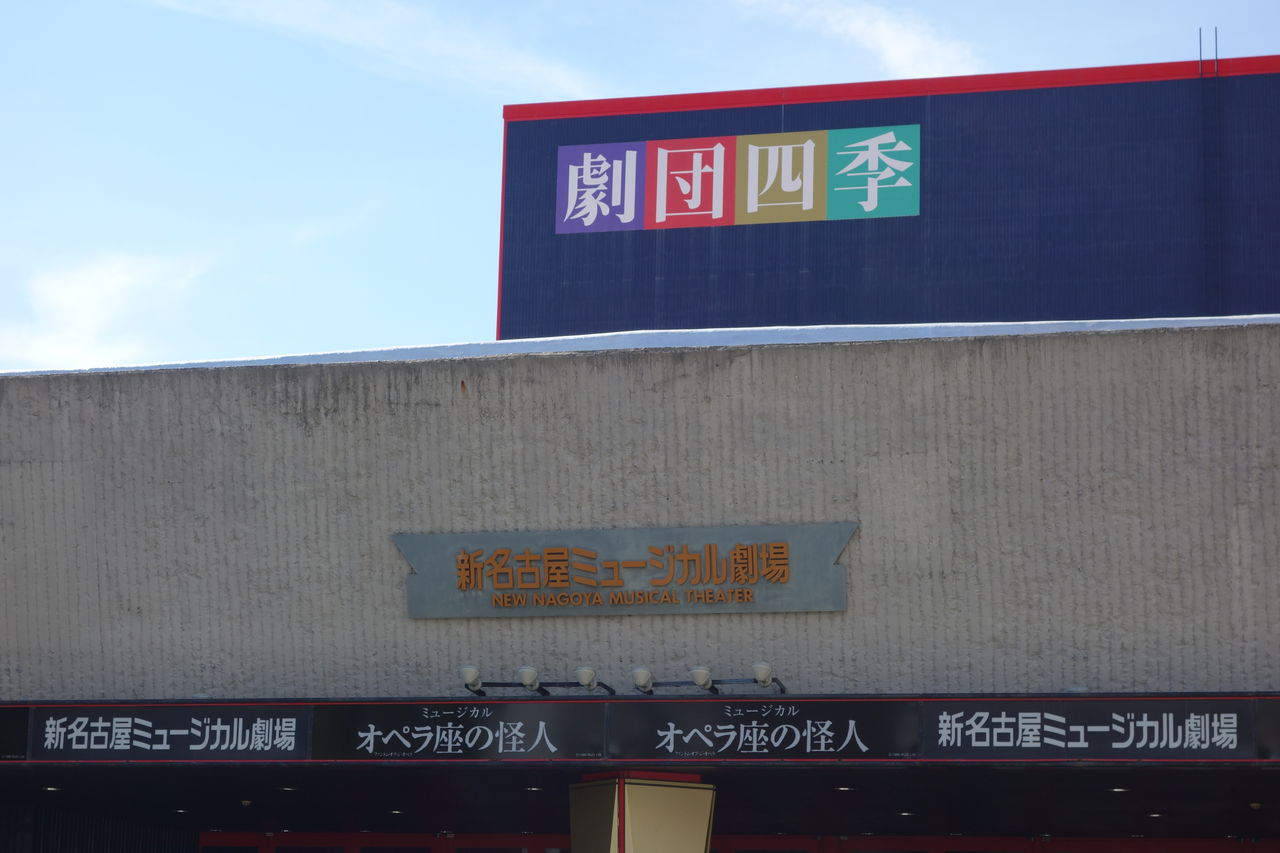 劇団四季
新名古屋ミュージカル劇場
NEW NAGOYA MUSICAL THEATER
新名古屋ミュージカル劇場
ミュージカル
オペラ座の怪人
ミュージカル
オペラ座の怪人
新名古屋ミュージカル劇場